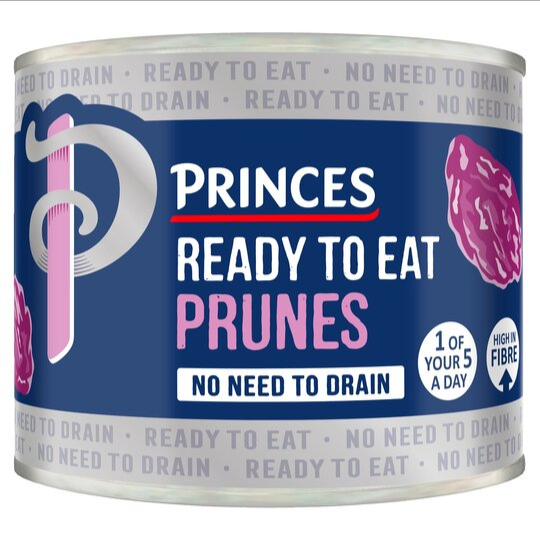 NEED TO DRAIN • READY TO EAT • NO NEED TO DRAIN
TO DRAIN • READY TO EAT • NO NEED TO
P
PRINCES
READY TO EAT
PRUNES
NO NEED TO DRAIN
1 OF
YOUR 5
A DAY
HIGH IN
FIBRE
NEED TO DRAIN • READY TO EAT • NO NEED TO DRAIN
• NO NEED TO DRAIN • READY TO EAT • NO NEED TO